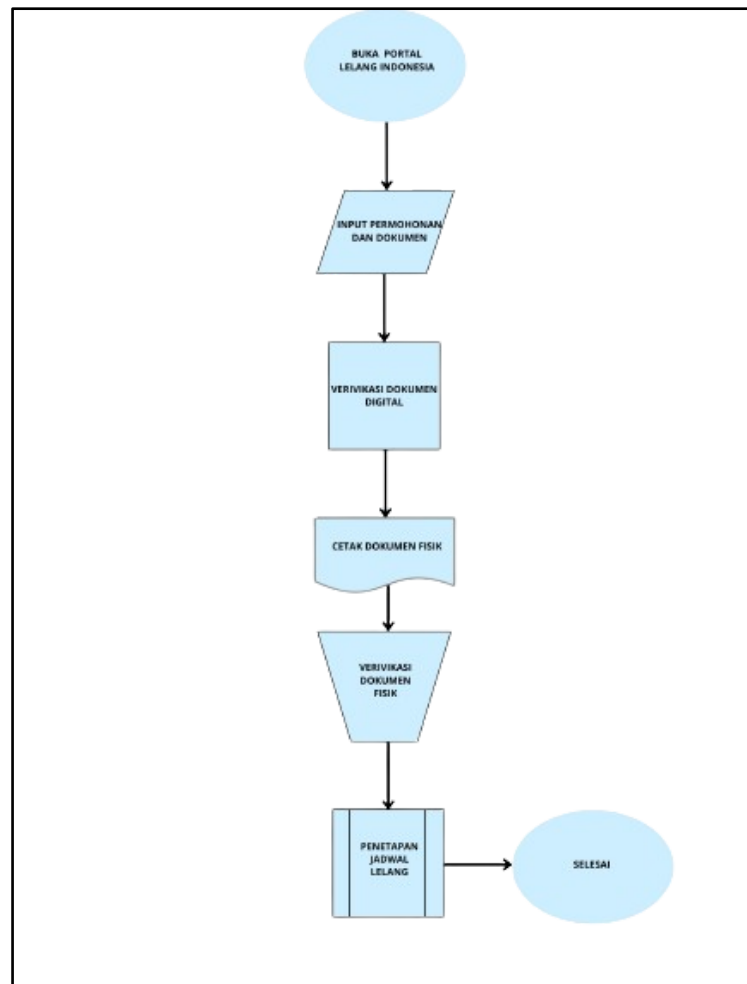 BUKA PORTAL
LELANG INDONESIA
INPUT PERMOHONAN
DAN DOKUMEN
VERIVIKASI DOKUMEN
DIGITAL
CETAK DOKUMEN FISIK
VERIVIKASI
DOKUMEN
FISIK
PENETAPAN
JADWAL
LELANG
SELESAI